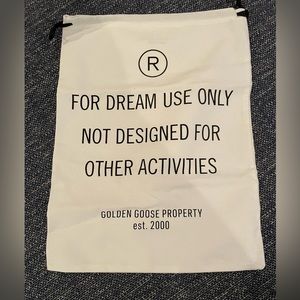 ®
FOR DREAM USE ONLY
NOT DESIGNED FOR
OTHER ACTIVITIES
GOLDEN GOOSE PROPERTY
est. 2000